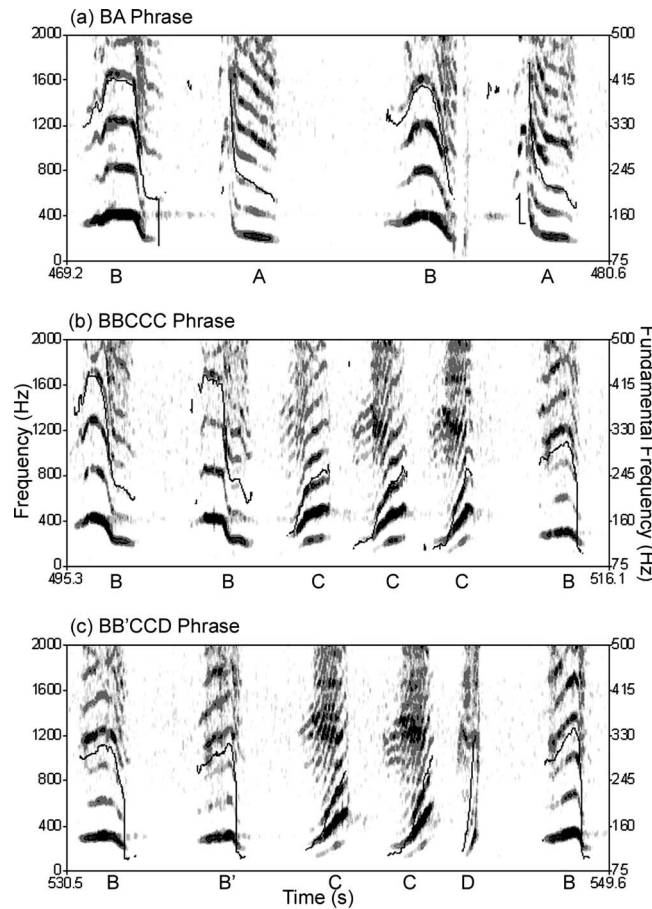 (a) BA Phrase
2000 500
1600 415
1200 330
800 245
400 160
0 75
469.2 B A B A 480.6
(b) BBCCC Phrase
2000 500
1600 415
1200 330
800 245
400 160
0 75
495.3 B B C C C B 516.1
Frequency (Hz)
Fundamental Frequency (Hz)
(c) BB'CCD Phrase
2000 500
1600 415
1200 330
800 245
400 160
0 75
530.5 B B' C C D B 549.6
Time (s)